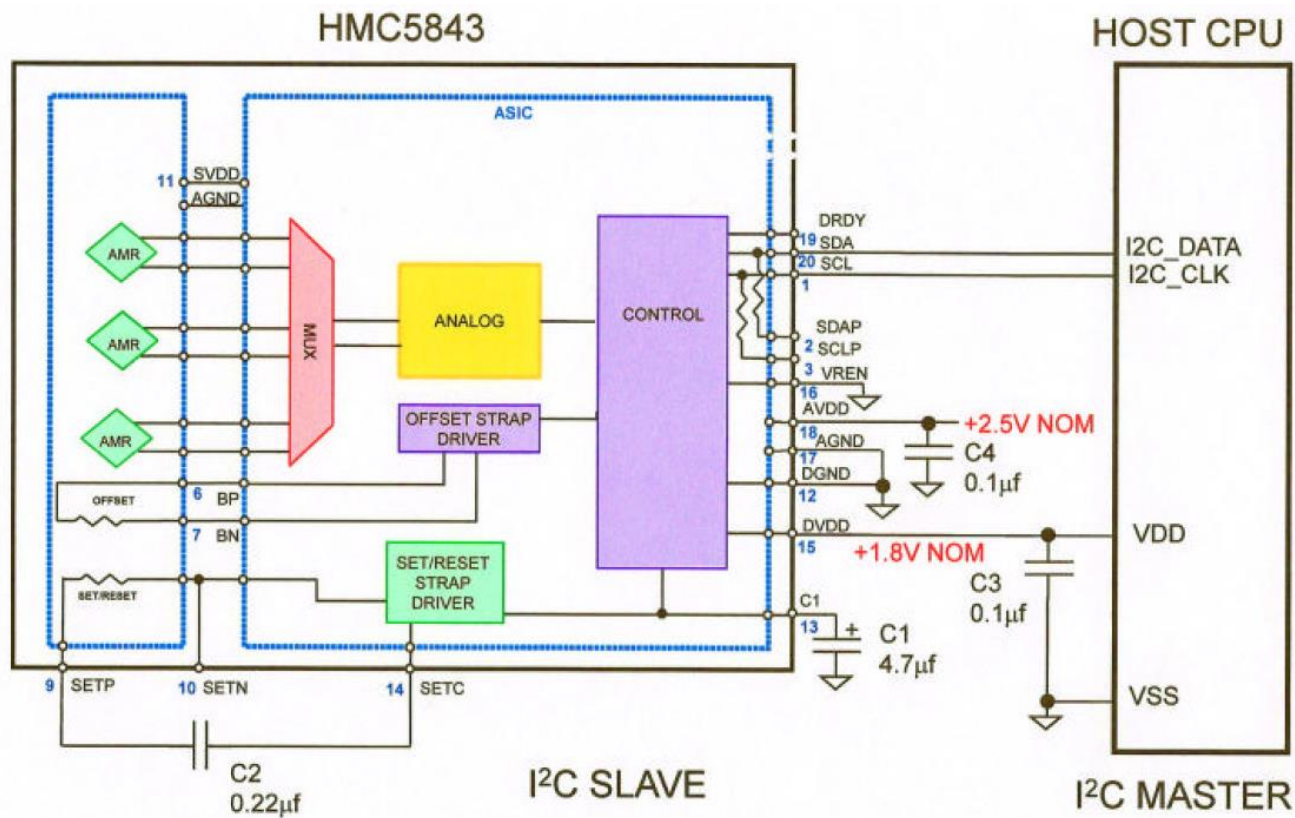 HMC5843
HOST CPU
ASIC
11 SVDD
AGND
AMR
AMR
AMR
MUX
ANALOG
CONTROL
OFFSET STRAP
DRIVER
SET/RESET
STRAP
DRIVER
OFFSET
6 BP
7 BN
SET/RESET
DRDY
19 SDA
20 SCL
1
SDAP
2 SCLP
3 VREN
16
AVDD
18 AGND
17
DGND
12
DVDD
15
C1
13
I2C_DATA
I2C_CLK
+2.5V NOM
C4
0.1µf
+1.8V NOM
VDD
C3
0.1µf
+
C1
4.7µf
VSS
9 SETP
10 SETN
14 SETC
C2
0.22µf
I²C SLAVE
I²C MASTER